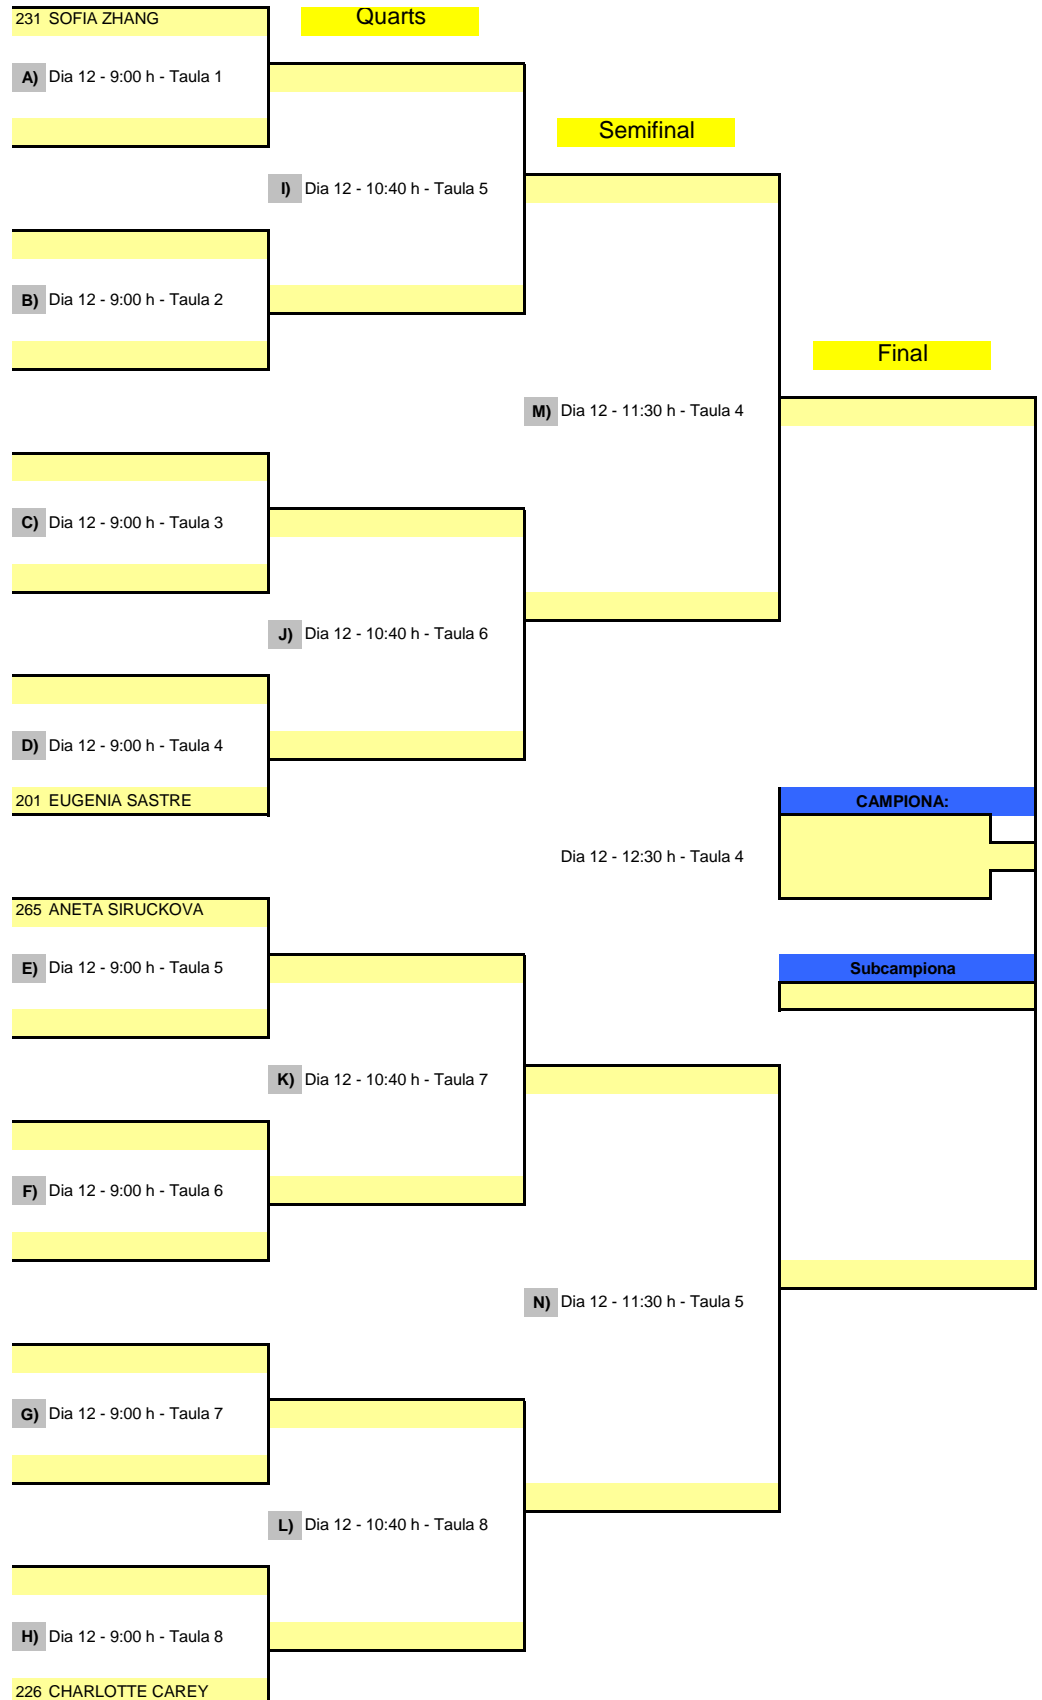 231 SOFIA ZHANG
Quarts
A) Dia 12 - 9:00 h - Taula 1
Semifinal
I) Dia 12 - 10:40 h - Taula 5
B) Dia 12 - 9:00 h - Taula 2
Final
M) Dia 12 - 11:30 h - Taula 4
C) Dia 12 - 9:00 h - Taula 3
J) Dia 12 - 10:40 h - Taula 6
D) Dia 12 - 9:00 h - Taula 4
201 EUGENIA SASTRE
CAMPIONA:
Dia 12 - 12:30 h - Taula 4
265 ANETA SIRUCKOVA
E) Dia 12 - 9:00 h - Taula 5
Subcampiona
K) Dia 12 - 10:40 h - Taula 7
F) Dia 12 - 9:00 h - Taula 6
N) Dia 12 - 11:30 h - Taula 5
G) Dia 12 - 9:00 h - Taula 7
L) Dia 12 - 10:40 h - Taula 8
H) Dia 12 - 9:00 h - Taula 8
226 CHARLOTTE CAREY